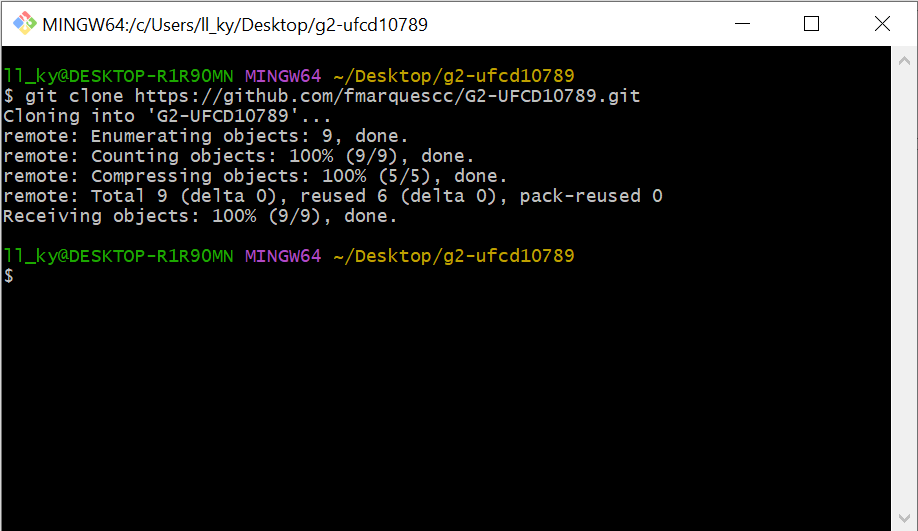 MINGW64:/c/Users/ll_ky/Desktop/g2-ufcd10789
ll_ky@DESKTOP-R1R9OMN MINGW64 ~/Desktop/g2-ufcd10789
$ git clone https://github.com/fmarquescc/G2-UFCD10789.git
Cloning into 'G2-UFCD10789'...
remote: Enumerating objects: 9, done.
remote: Counting objects: 100% (9/9), done.
remote: Compressing objects: 100% (5/5), done.
remote: Total 9 (delta 0), reused 6 (delta 0), pack-reused 0
Receiving objects: 100% (9/9), done.
ll_ky@DESKTOP-R1R9OMN MINGW64 ~/Desktop/g2-ufcd10789
$